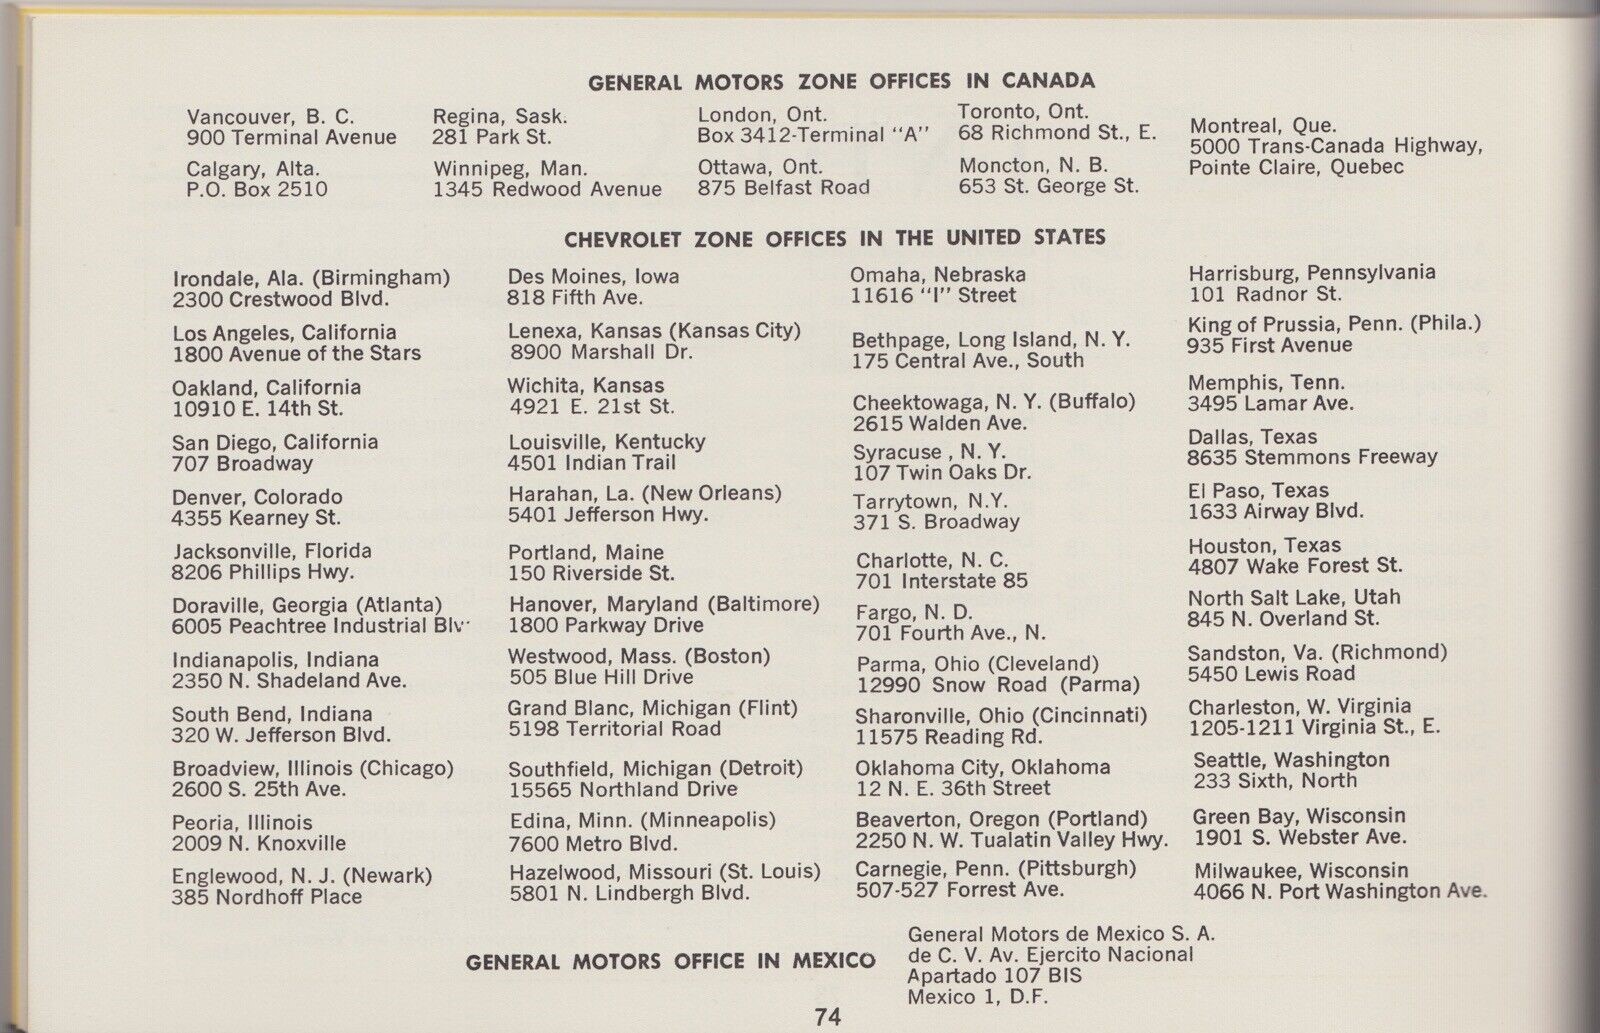 GENERAL MOTORS ZONE OFFICES IN CANADA
Vancouver, B. C.
900 Terminal Avenue
Calgary, Alta.
P.O. Box 2510
Regina, Sask.
281 Park St.
Winnipeg, Man.
1345 Redwood Avenue
London, Ont.
Box 3412-Terminal "A"
Ottawa, Ont.
875 Belfast Road
Toronto, Ont.
68 Richmond St., E.
Moncton, N. B.
653 St. George St.
Montreal, Que.
5000 Trans-Canada Highway,
Pointe Claire, Quebec
CHEVROLET ZONE OFFICES IN THE UNITED STATES
Irondale, Ala. (Birmingham)
2300 Crestwood Blvd.
Los Angeles, California
1800 Avenue of the Stars
Oakland, California
10910 E. 14th St.
San Diego, California
707 Broadway
Denver, Colorado
4355 Kearney St.
Jacksonville, Florida
8206 Phillips Hwy.
Doraville, Georgia (Atlanta)
6005 Peachtree Industrial Blv
Indianapolis, Indiana
2350 N. Shadeland Ave.
South Bend, Indiana
320 W. Jefferson Blvd.
Broadview, Illinois (Chicago)
2600 S. 25th Ave.
Peoria, Illinois
2009 N. Knoxville
Englewood, N. J. (Newark)
385 Nordhoff Place
Des Moines, Iowa
818 Fifth Ave.
Lenexa, Kansas (Kansas City)
8900 Marshall Dr.
Wichita, Kansas
4921 E. 21st St.
Louisville, Kentucky
4501 Indian Trail
Harahan, La. (New Orleans)
5401 Jefferson Hwy.
Portland, Maine
150 Riverside St.
Hanover, Maryland (Baltimore)
1800 Parkway Drive
Westwood, Mass. (Boston)
505 Blue Hill Drive
Grand Blanc, Michigan (Flint)
5198 Territorial Road
Southfield, Michigan (Detroit)
15565 Northland Drive
Edina, Minn. (Minneapolis)
7600 Metro Blvd.
Hazelwood, Missouri (St. Louis)
5801 N. Lindbergh Blvd.
Omaha, Nebraska
11616 "I" Street
Bethpage, Long Island, N. Y.
175 Central Ave., South
Cheektowaga, N. Y. (Buffalo)
2615 Walden Ave.
Syracuse , N. Y.
107 Twin Oaks Dr.
Tarrytown, N.Y.
371 S. Broadway
Charlotte, N. C.
701 Interstate 85
Fargo, N. D.
701 Fourth Ave., N.
Parma, Ohio (Cleveland)
12990 Snow Road (Parma)
Sharonville, Ohio (Cincinnati)
11575 Reading Rd.
Oklahoma City, Oklahoma
12 N. E. 36th Street
Beaverton, Oregon (Portland)
2250 N. W. Tualatin Valley Hwy.
Carnegie, Penn. (Pittsburgh)
507-527 Forrest Ave.
Harrisburg, Pennsylvania
101 Radnor St.
King of Prussia, Penn. (Phila.)
935 First Avenue
Memphis, Tenn.
3495 Lamar Ave.
Dallas, Texas
8635 Stemmons Freeway
El Paso, Texas
1633 Airway Blvd.
Houston, Texas
4807 Wake Forest St.
North Salt Lake, Utah
845 N. Overland St.
Sandston, Va. (Richmond)
5450 Lewis Road
Charleston, W. Virginia
1205-1211 Virginia St., E.
Seattle, Washington
233 Sixth, North
Green Bay, Wisconsin
1901 S. Webster Ave.
Milwaukee, Wisconsin
4066 N. Port Washington Ave.
GENERAL MOTORS OFFICE IN MEXICO
General Motors de Mexico S. A.
de C. V. Av. Ejercito Nacional
Apartado 107 BIS
Mexico 1, D.F.
74